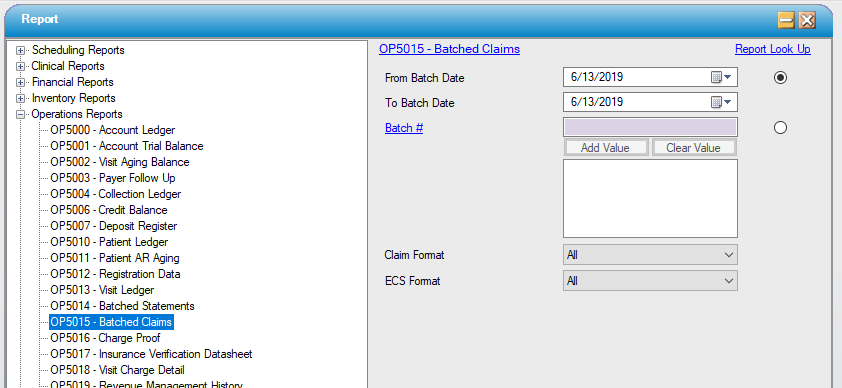 Report
Scheduling Reports
Clinical Reports
Financial Reports
Inventory Reports
Operations Reports
OP5000 - Account Ledger
OP5001 - Account Trial Balance
OP5002 - Visit Aging Balance
OP5003 - Payer Follow Up
OP5004 - Collection Ledger
OP5006 - Credit Balance
OP5007 - Deposit Register
OP5010 - Patient Ledger
OP5011 - Patient AR Aging
OP5012 - Registration Data
OP5013 - Visit Ledger
OP5014 - Batched Statements
OP5015 - Batched Claims
OP5016 - Charge Proof
OP5017 - Insurance Verification Datasheet
OP5018 - Visit Charge Detail
OP5019 - Revenue Management History
OP5015 - Batched Claims Report Look Up
From Batch Date 6/13/2019
To Batch Date 6/13/2019
Batch #
Add Value Clear Value
Claim Format All
ECS Format All